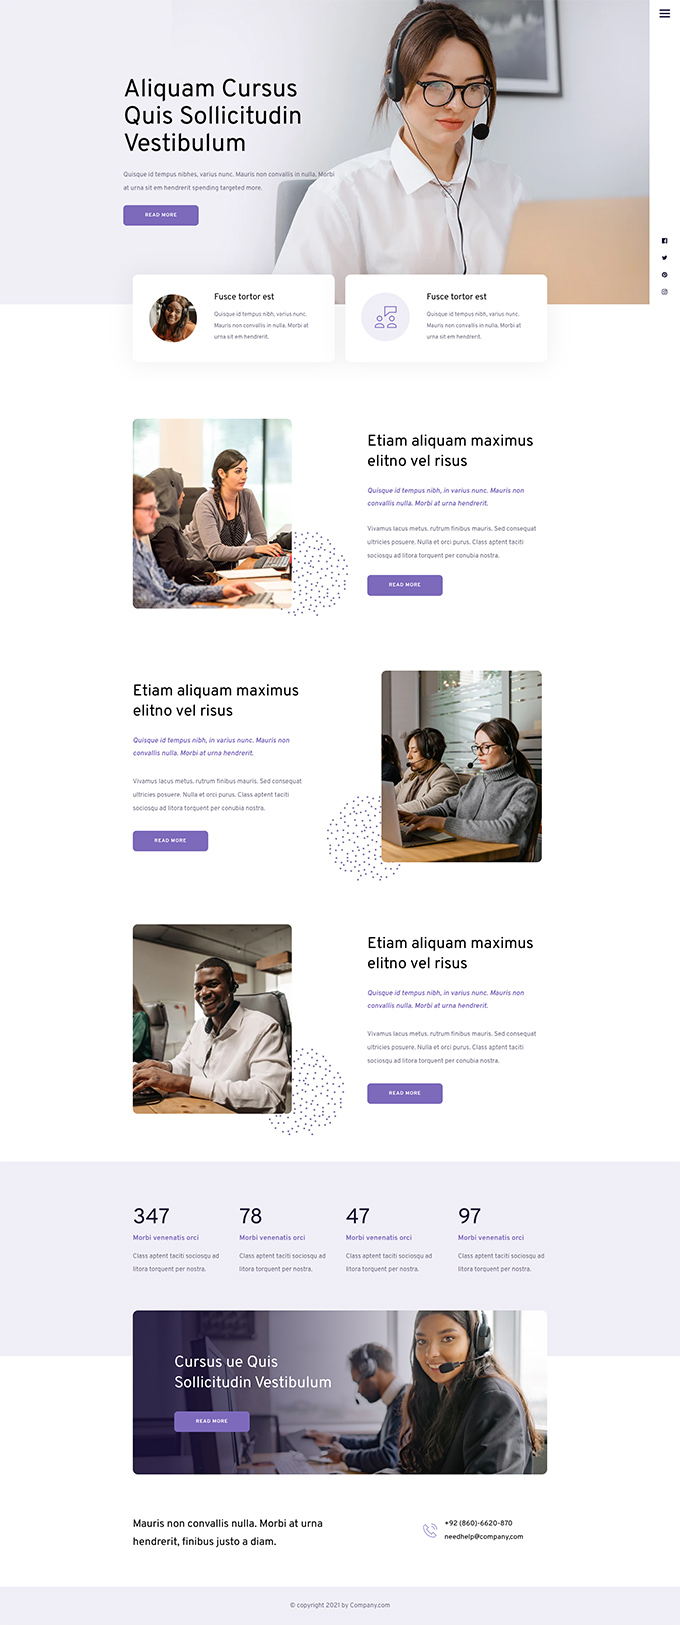 Aliquam Cursus
Quis Sollicitudin
Vestibulum
Quisque id tempus nibhes, varius nunc. Mauris non convallis in nulla. Morbi
at urna sit em hendrerit spending targeted more.
READ MORE
Fusce tortor est
Quisque id tempus nibh, varius nunc.
Mauris non convallis in nulla. Morbi at
urna sit em hendrerit.
Fusce tortor est
Quisque id tempus nibh, varius nunc.
Mauris non convallis in nulla. Morbi at
urna sit em hendrerit.
Etiam aliquam maximus
elitno vel risus
Quisque id tempus nibh, in varius nunc. Mauris non
convallis nulla. Morbi at urna hendrerit.
Vivamus lacus metus, rutrum finibus mauris. Sed consequat
ultricies posuere. Nulla et orci purus. Class aptent taciti
sociosqu ad litora torquent per conubia nostra.
READ MORE
Etiam aliquam maximus
elitno vel risus
Quisque id tempus nibh, in varius nunc. Mauris non
convallis nulla. Morbi at urna hendrerit.
Vivamus lacus metus, rutrum finibus mauris. Sed consequat
ultricies posuere. Nulla et orci purus. Class aptent taciti
sociosqu ad litora torquent per conubia nostra.
READ MORE
Etiam aliquam maximus
elitno vel risus
Quisque id tempus nibh, in varius nunc. Mauris non
convallis nulla. Morbi at urna hendrerit.
Vivamus lacus metus, rutrum finibus mauris. Sed consequat
ultricies posuere. Nulla et orci purus. Class aptent taciti
sociosqu ad litora torquent per conubia nostra.
READ MORE
347
Morbi venenatis orci
Class aptent taciti sociosqu ad
litora torquent per nostra.
78
Morbi venenatis orci
Class aptent taciti sociosqu ad
litora torquent per nostra.
47
Morbi venenatis orci
Class aptent taciti sociosqu ad
litora torquent per nostra.
97
Morbi venenatis orci
Class aptent taciti sociosqu ad
litora torquent per nostra.
Cursus ue Quis
Sollicitudin Vestibulum
READ MORE
Mauris non convallis nulla. Morbi at urna
hendrerit, finibus justo a diam.
+92 (860)-6620-870
needhelp@company,com
© copyright 2021 by Company.com